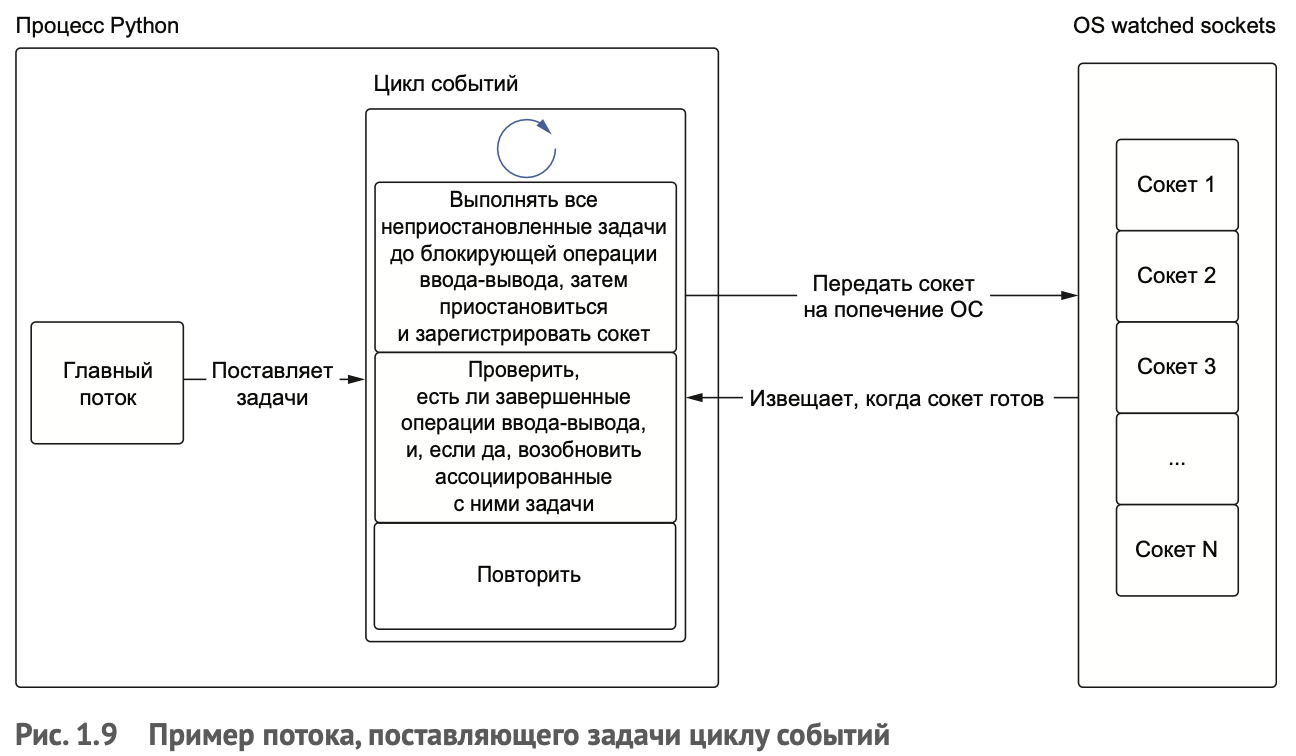 Процесс Python
OS watched sockets
Цикл событий
Выполнять все
неприостановленные задачи
до блокирующей операции
ввода-вывода, затем
приостановиться
и зарегистрировать сокет
Проверить,
есть ли завершенные
операции ввода-вывода,
и, если да, возобновить
ассоциированные
с ними задачи
Повторить
Главный
поток
Поставляет
задачи
Передать сокет
на попечение ОС
Извещает, когда сокет готов
Сокет 1
Сокет 2
Сокет 3
...
Сокет N
Рис. 1.9 Пример потока, поставляющего задачи циклу событий